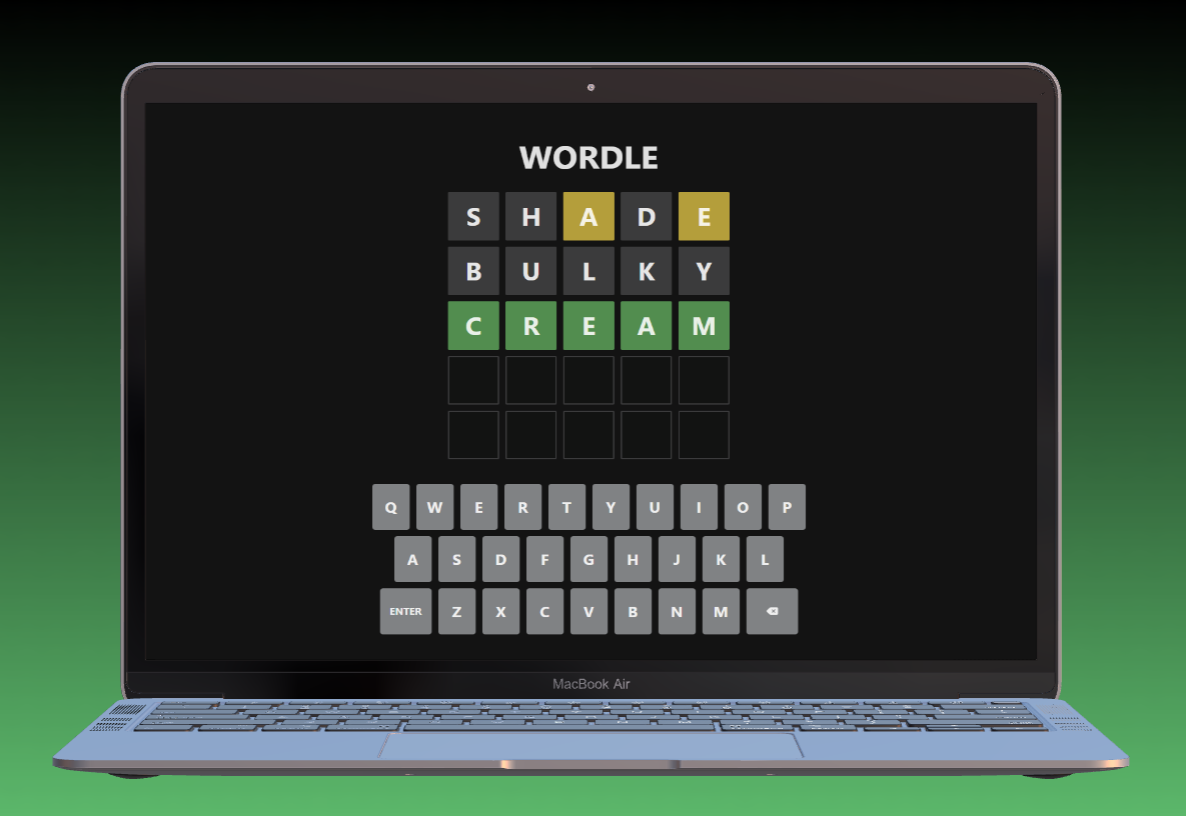 WORDLE
S H A D E
B U L K Y
C R E A M
Q W E R T Y U I O P
A S D F G H J K L
ENTER Z X C V B N M
MacBook Air